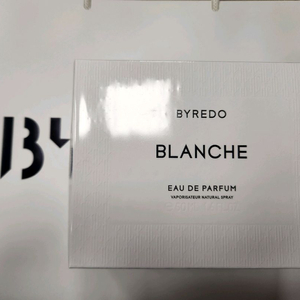 BYREDO
BLANCHE
EAU DE PARFUM
VAPORISATEUR NATURAL SPRAY